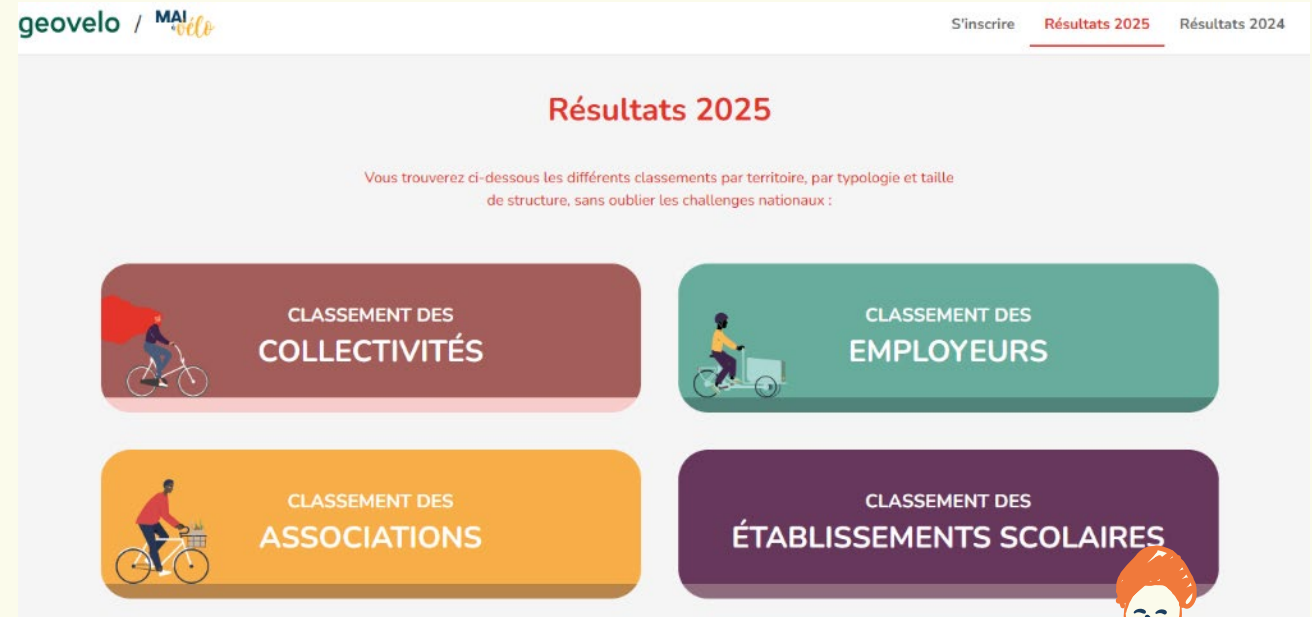 geovelo / MAI à vélo
S'inscrire Résultats 2025 Résultats 2024
Résultats 2025
Vous trouverez ci-dessous les différents classements par territoire, par typologie et taille
de structure, sans oublier les challenges nationaux :
CLASSEMENT DES
COLLECTIVITÉS
CLASSEMENT DES
EMPLOYEURS
CLASSEMENT DES
ASSOCIATIONS
CLASSEMENT DES
ÉTABLISSEMENTS SCOLAIRES